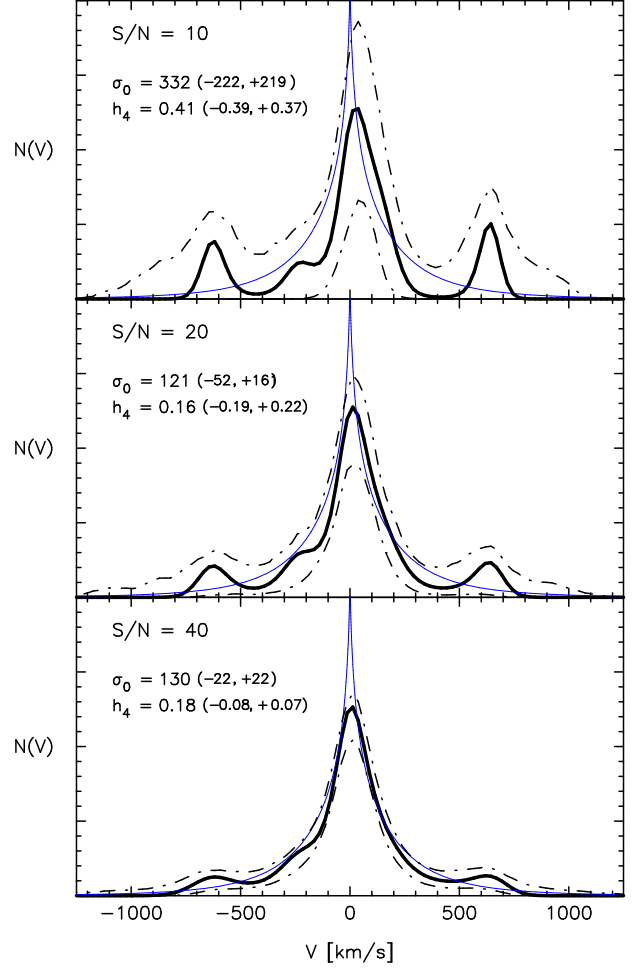 S/N = 10
σ0 = 332 (−222, +219)
h4 = 0.41 (−0.39, +0.37)
N(V)
S/N = 20
σ0 = 121 (−52, +16)
h4 = 0.16 (−0.19, +0.22)
N(V)
S/N = 40
σ0 = 130 (−22, +22)
h4 = 0.18 (−0.08, +0.07)
N(V)
−1000 −500 0 500 1000
V [km/s]